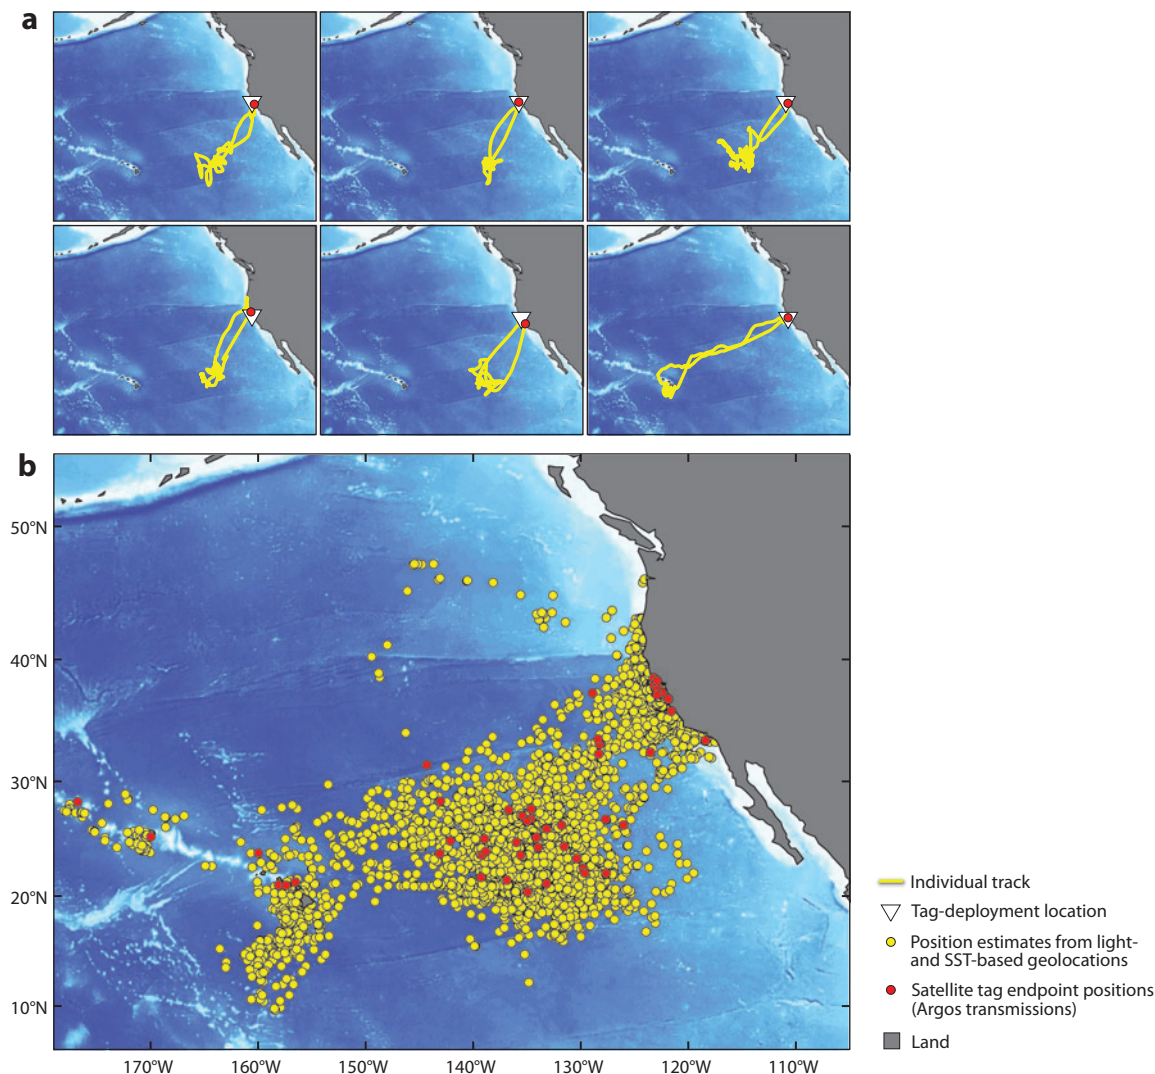 a
b
50°N
40°N
30°N
20°N
10°N
170°W
160°W
150°W
140°W
130°W
120°W
110°W
Individual track
Tag-deployment location
Position estimates from light-
and SST-based geolocations
Satellite tag endpoint positions
(Argos transmissions)
Land